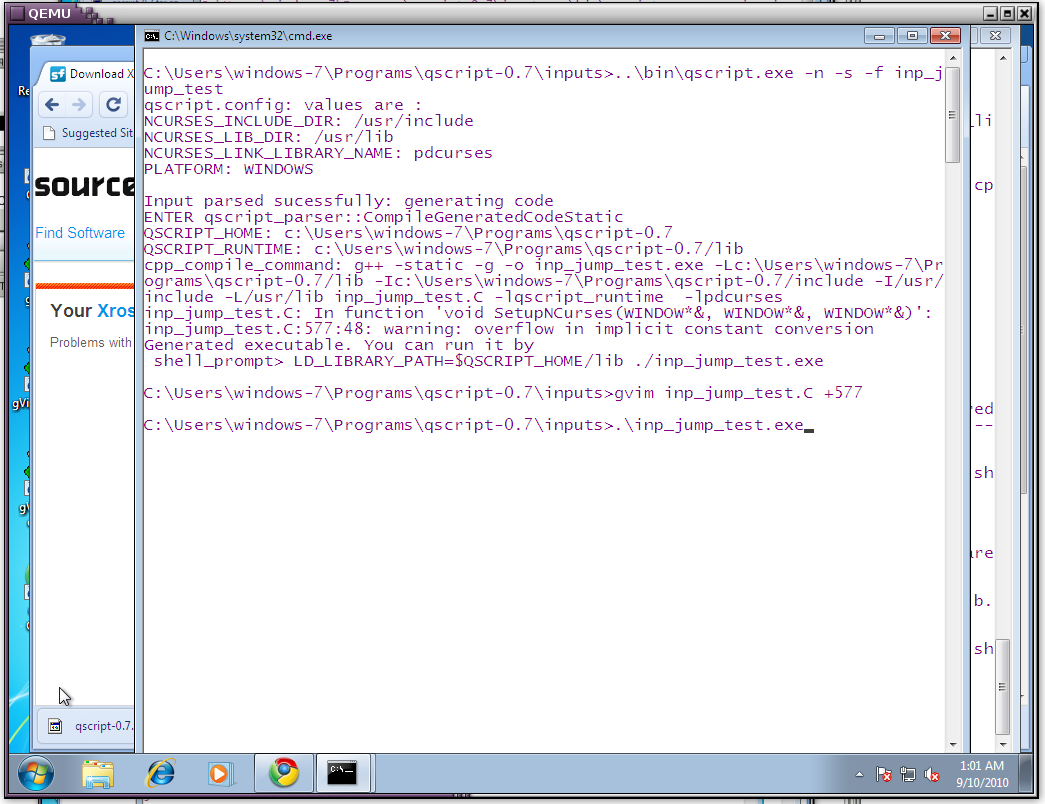 QEMU
C:\Windows\system32\cmd.exe
Download X
Suggested Sit
source
Find Software
Your Xros
Problems with
qscript-0.7.
C:\Users\windows-7\Programs\qscript-0.7\inputs>..\bin\qscript.exe -n -s -f inp_j
ump_test
qscript.config: values are :
NCURSES_INCLUDE_DIR: /usr/include
NCURSES_LIB_DIR: /usr/lib
NCURSES_LINK_LIBRARY_NAME: pdcurses
PLATFORM: WINDOWS
Input parsed sucessfully: generating code
ENTER qscript_parser::CompileGeneratedCodeStatic
QSCRIPT_HOME: c:\Users\windows-7\Programs\qscript-0.7
QSCRIPT_RUNTIME: c:\Users\windows-7\Programs\qscript-0.7/lib
cpp_compile_command: g++ -static -g -o inp_jump_test.exe -Lc:\Users\windows-7\Pr
ograms\qscript-0.7/lib -Ic:\Users\windows-7\Programs\qscript-0.7/include -I/usr/
include -L/usr/lib inp_jump_test.C -lqscript_runtime  -lpdcurses
inp_jump_test.C: In function 'void SetupNCurses(WINDOW*&, WINDOW*&, WINDOW*&)':
inp_jump_test.C:577:48: warning: overflow in implicit constant conversion
Generated executable. You can run it by
 shell_prompt> LD_LIBRARY_PATH=$QSCRIPT_HOME/lib ./inp_jump_test.exe
C:\Users\windows-7\Programs\qscript-0.7\inputs>gvim inp_jump_test.C +577
C:\Users\windows-7\Programs\qscript-0.7\inputs>.\inp_jump_test.exe
_li
cp
ed
--
sh
are
b.
sh
1:01 AM
9/10/2010